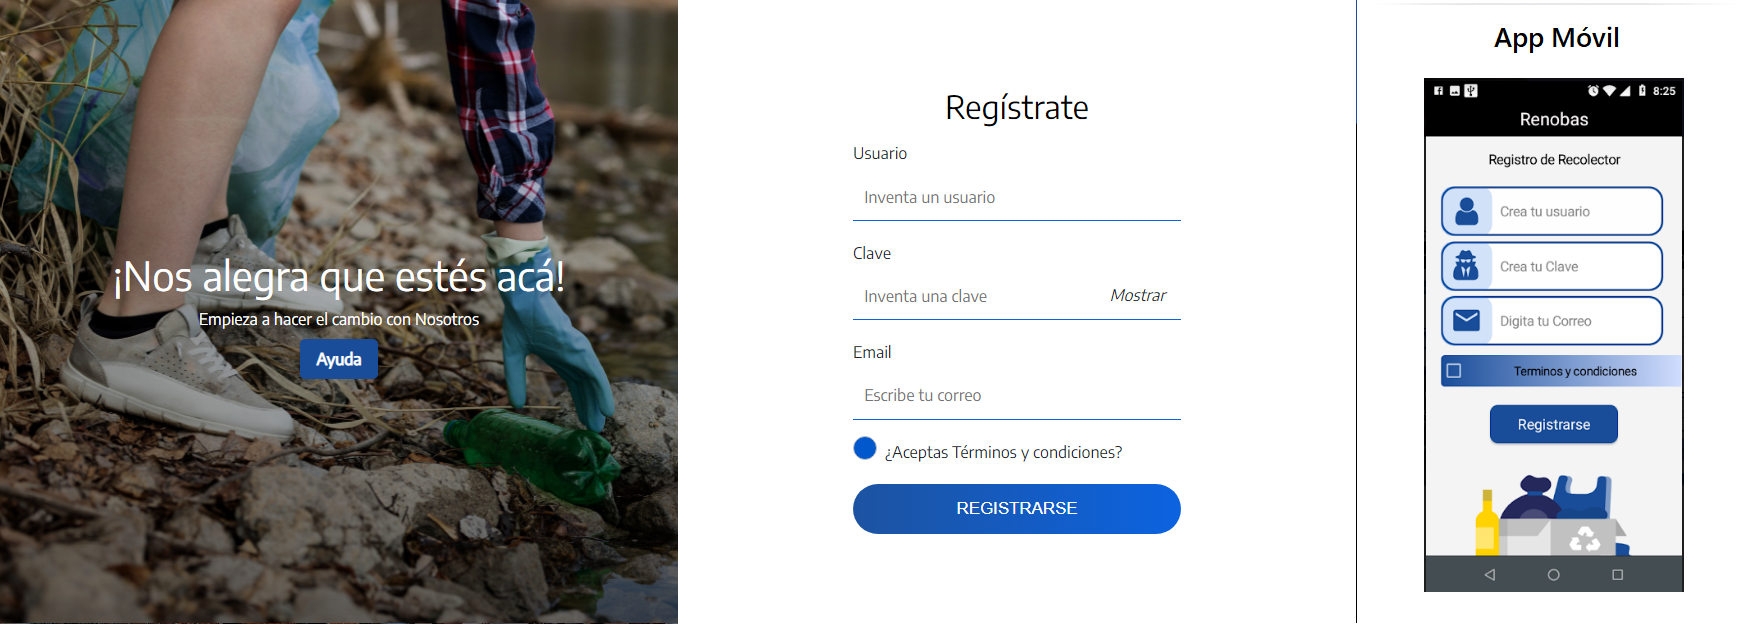 ¡Nos alegra que estés acá!
Empieza a hacer el cambio con Nosotros
Ayuda
Regístrate
Usuario
Inventa un usuario
Clave
Inventa una clave
Mostrar
Email
Escribe tu correo
¿Aceptas Términos y condiciones?
REGISTRARSE
App Móvil
8:25
Renobas
Registro de Recolector
Crea tu usuario
Crea tu Clave
Digita tu Correo
Terminos y condiciones
Registrarse